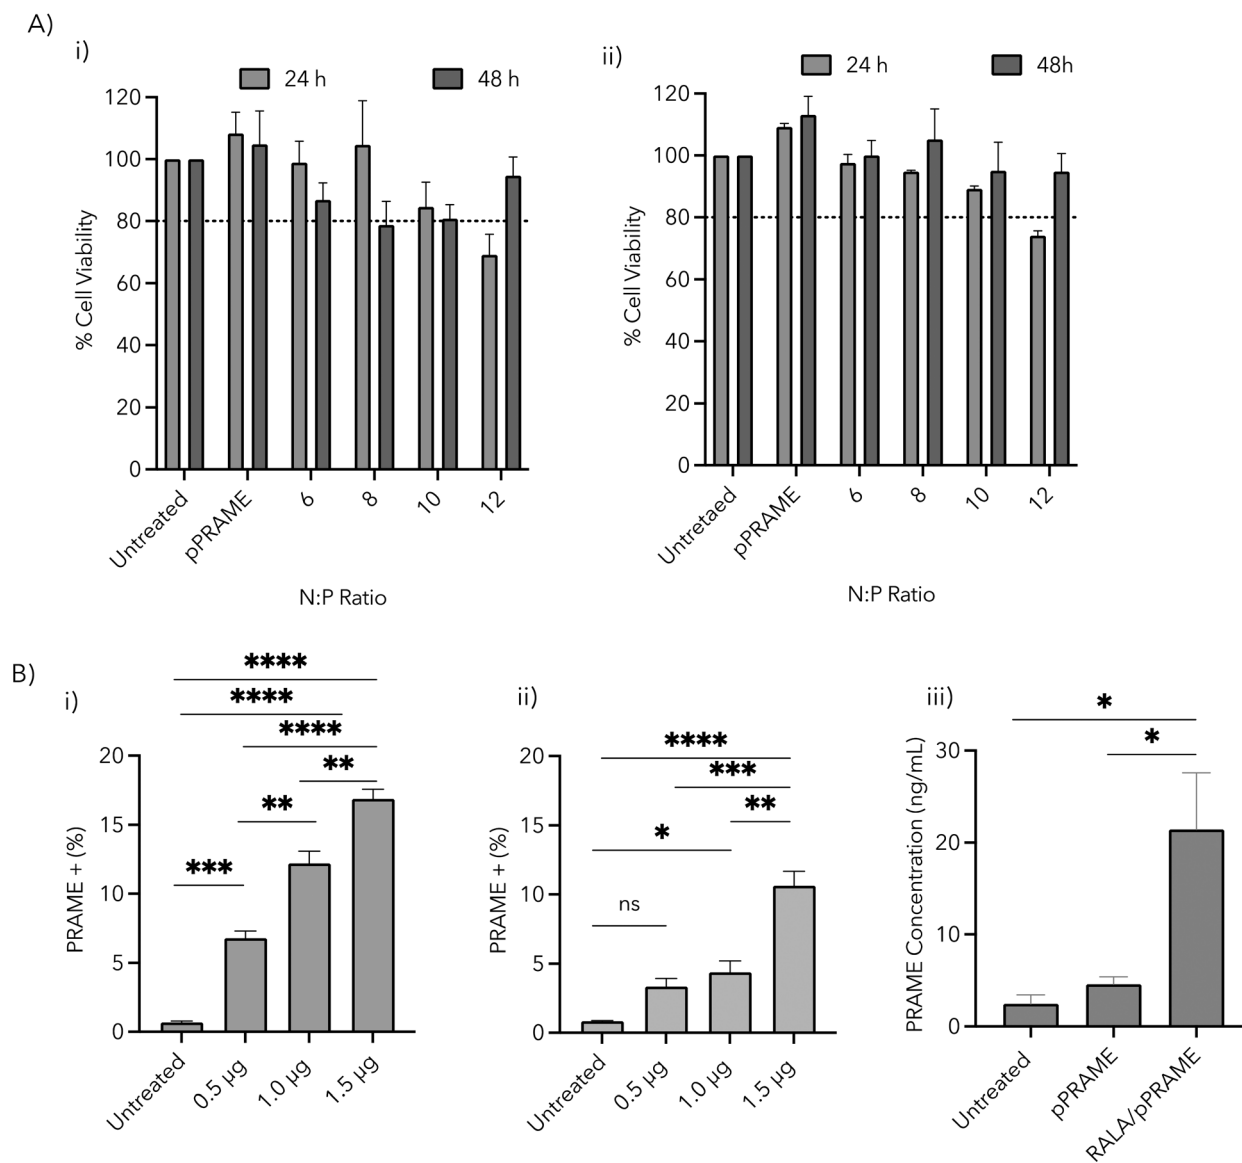 A)
i)
24 h
48 h
120
100
80
60
40
20
0
% Cell Viability
Untreated
pPRAME
6
8
10
12
N:P Ratio
ii)
24 h
48h
120
100
80
60
40
20
0
% Cell Viability
Untretaed
pPRAME
6
8
10
12
N:P Ratio
B)
i)
****
****
****
**
**
***
20
15
10
5
0
PRAME + (%)
Untreated
0.5 µg
1.0 µg
1.5 µg
ii)
****
***
**
*
ns
20
15
10
5
0
PRAME + (%)
Untreated
0.5 µg
1.0 µg
1.5 µg
iii)
*
*
30
20
10
0
PRAME Concentration (ng/mL)
Untreated
pPRAME
RALA/pPRAME